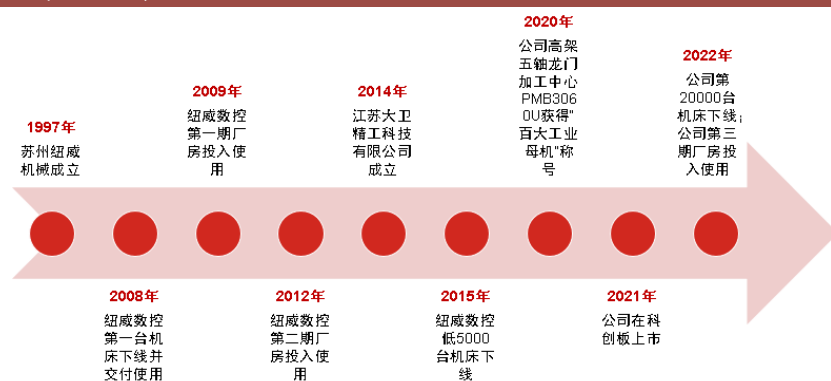 1997年
苏州纽威
机械成立
2008年
纽威数控
第一台机
床下线并
交付使用
2009年
纽威数控
第一期厂
房投入使
用
2012年
纽威数控
第二期厂
房投入使
用
2014年
江苏大卫
精工科技
有限公司
成立
2015年
纽威数控
低5000
台机床下
线
2020年
公司高架
五轴龙门
加工中心
PMB306
0U获得"
百大工业
母机"称
号
2021年
公司在科
创板上市
2022年
公司第
20000台
机床下线;
公司第三
期厂房投
入使用